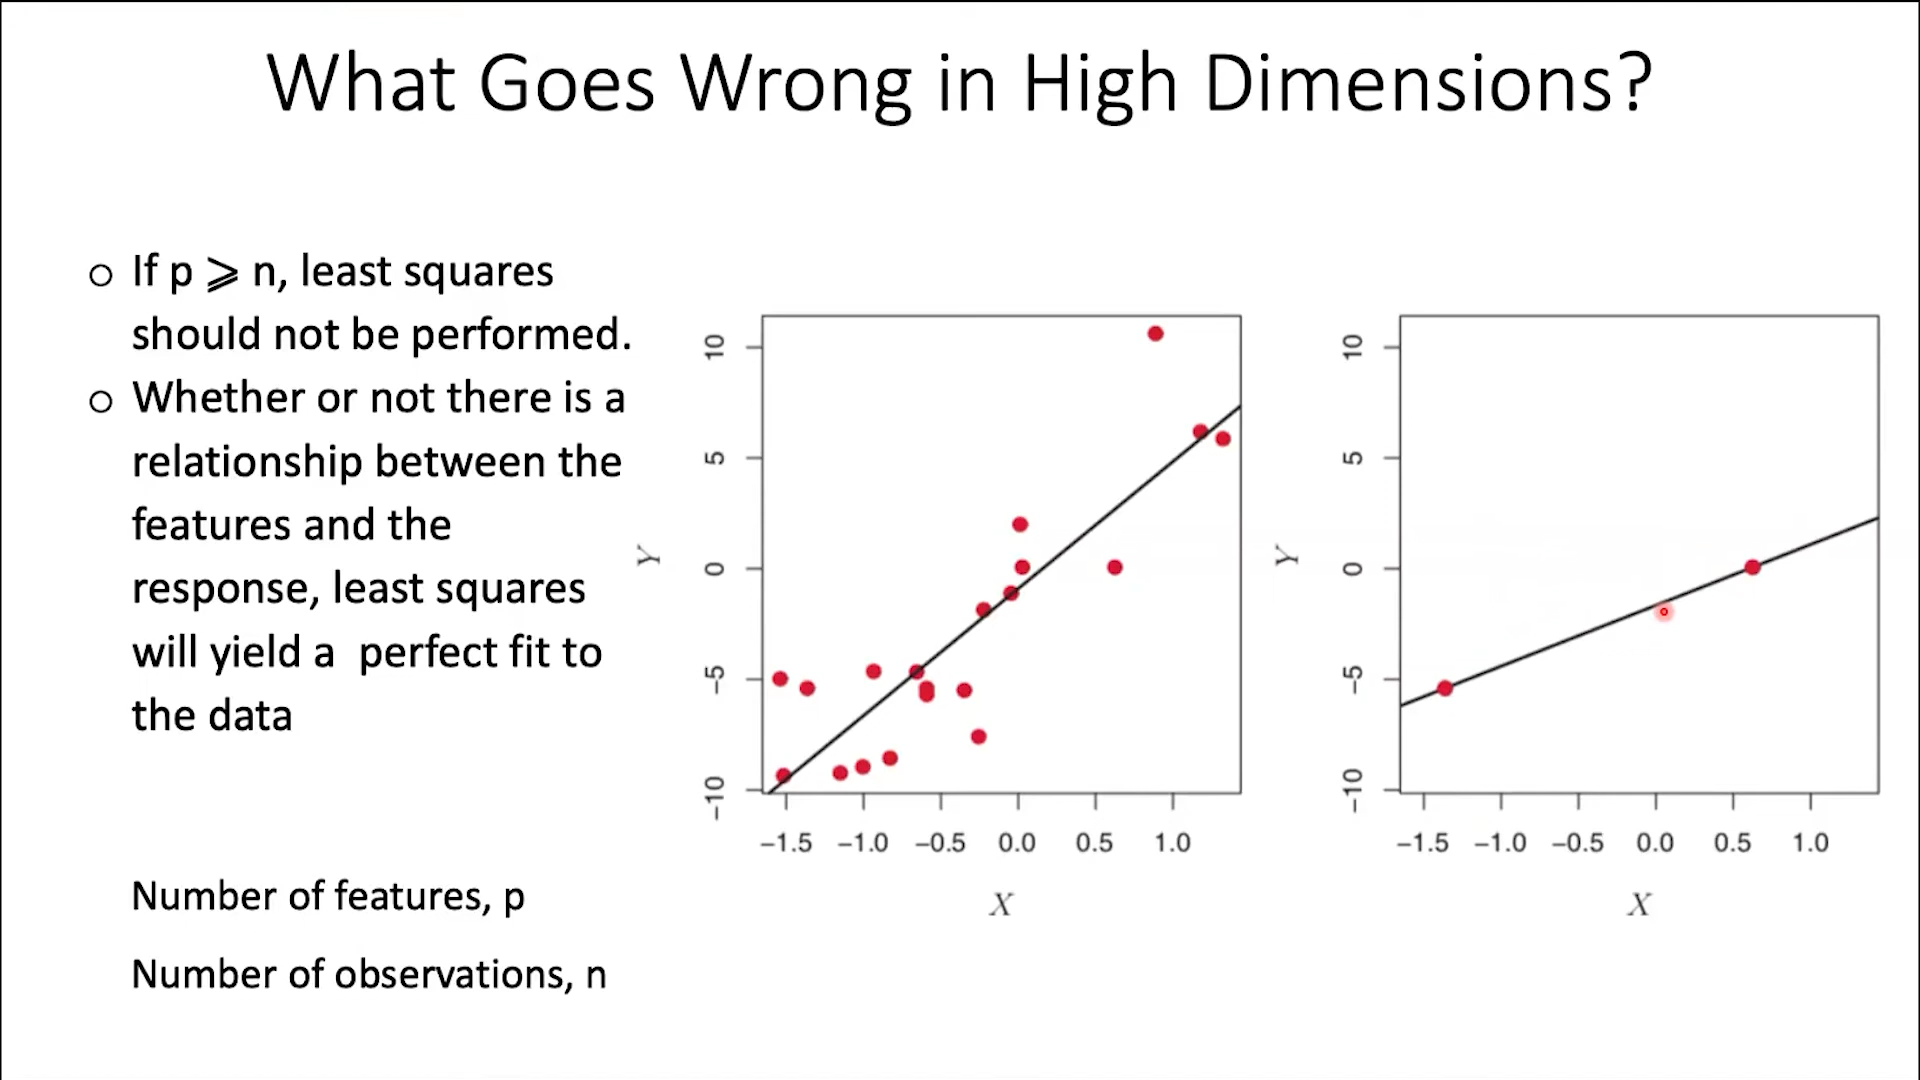 What Goes Wrong in High Dimensions?
○ If p ⩾ n, least squares
should not be performed.
○ Whether or not there is a
relationship between the
features and the
response, least squares
will yield a  perfect fit to
the data
Number of features, p
Number of observations, n
10
5
0
−5
−10
Y
−1.5 −1.0 −0.5 0.0 0.5 1.0
X
10
5
0
−5
−10
Y
−1.5 −1.0 −0.5 0.0 0.5 1.0
X